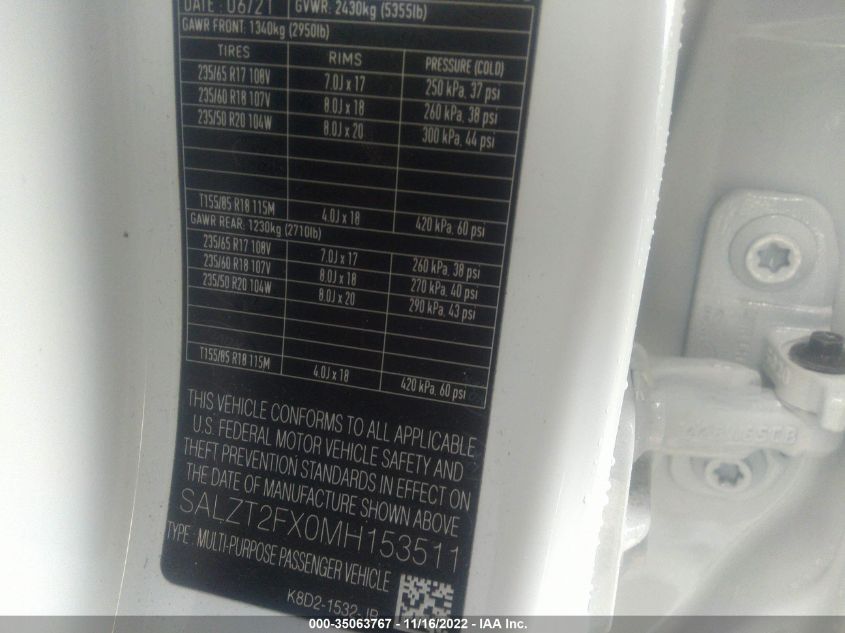 DATE : 06/21 GVWR: 2430kg (5355lb)
GAWR FRONT: 1340kg (2950lb)
TIRES RIMS PRESSURE (COLD)
235/65 R17 108V 7.0J x 17 250 kPa, 37 psi
235/60 R18 107V 8.0J x 18 260 kPa, 38 psi
235/50 R20 104W 8.0J x 20 300 kPa, 44 psi
T155/85 R18 115M 4.0J x 18 420 kPa, 60 psi
GAWR REAR: 1230kg (2710lb)
235/65 R17 108V 7.0J x 17 260 kPa, 38 psi
235/60 R18 107V 8.0J x 18 270 kPa, 40 psi
235/50 R20 104W 8.0J x 20 290 kPa, 43 psi
T155/85 R18 115M 4.0J x 18 420 kPa, 60 psi
THIS VEHICLE CONFORMS TO ALL APPLICABLE
U.S. FEDERAL MOTOR VEHICLE SAFETY AND
THEFT PREVENTION STANDARDS IN EFFECT ON
THE DATE OF MANUFACTURE SHOWN ABOVE
SALZT2FX0MH153511
TYPE: MULTI-PURPOSE PASSENGER VEHICLE
K8D2-1532-JB
000-35063767 - 11/16/2022 - IAA Inc.